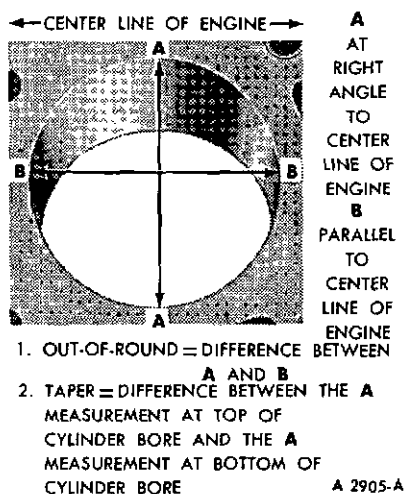 CENTER LINE OF ENGINE
A
B
B
A
A
AT
RIGHT
ANGLE
TO
CENTER
LINE OF
ENGINE
B
PARALLEL
TO
CENTER
LINE OF
ENGINE
1. OUT-OF-ROUND = DIFFERENCE BETWEEN
A AND B
2. TAPER = DIFFERENCE BETWEEN THE A
MEASUREMENT AT TOP OF
CYLINDER BORE AND THE A
MEASUREMENT AT BOTTOM OF
CYLINDER BORE
A 2905-A